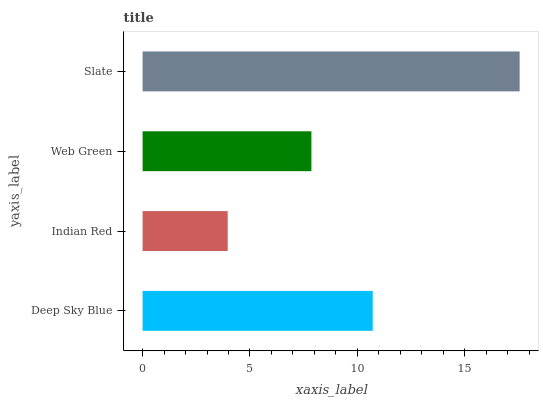 title
Slate
Web Green
Indian Red
Deep Sky Blue
yaxis_label
0 5 10 15
xaxis_label